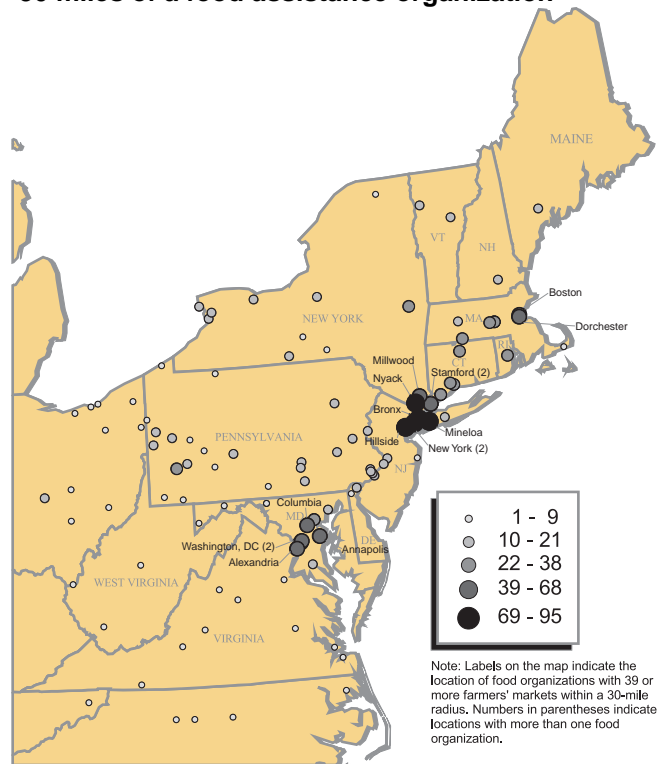 30 miles of a food assistance organization
MAINE
VT
NH
Boston
NEW YORK
MA
Dorchester
RI
CT
Millwood
Stamford (2)
Nyack
Bronx
Mineloa
PENNSYLVANIA
Hillside
New York (2)
NJ
Columbia
MD
Washington, DC (2)
DE
Annapolis
Alexandria
WEST VIRGINIA
VIRGINIA
1 - 9
10 - 21
22 - 38
39 - 68
69 - 95
Note: Labels on the map indicate the
location of food organizations with 39 or
more farmers' markets within a 30-mile
radius. Numbers in parentheses indicate
locations with more than one food
organization.